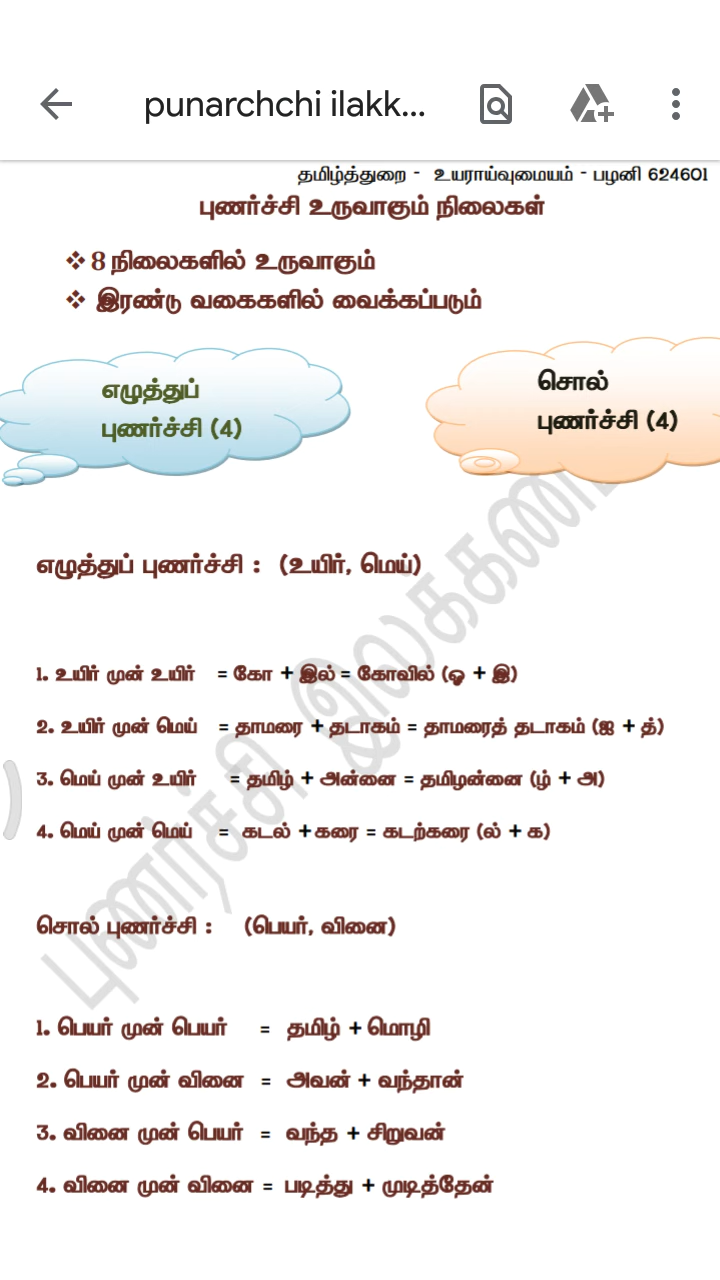 punarchchi ilakk...
தமிழ்த்துறை - உயராய்வுமையம் - பழனி 624601
புணர்ச்சி உருவாகும் நிலைகள்
❖ 8 நிலைகளில் உருவாகும்
❖ இரண்டு வகைகளில் வைக்கப்படும்
எழுத்துப்
புணர்ச்சி (4)
சொல்
புணர்ச்சி (4)
எழுத்துப் புணர்ச்சி : (உயிர், மெய்)
1. உயிர் முன் உயிர் = கோ + இல் = கோவில் (ஓ + இ)
2. உயிர் முன் மெய் = தாமரை + தடாகம் = தாமரைத் தடாகம் (ஐ + த்)
3. மெய் முன் உயிர் = தமிழ் + அன்னை = தமிழன்னை (ழ் + அ)
4. மெய் முன் மெய் = கடல் +கரை = கடற்கரை (ல் + க)
சொல் புணர்ச்சி : (பெயர், வினை)
1. பெயர் முன் பெயர் = தமிழ் + மொழி
2. பெயர் முன் வினை = அவன் + வந்தான்
3. வினை முன் பெயர் = வந்த + சிறுவன்
4. வினை முன் வினை = படித்து + முடித்தேன்
புணர்ச்சி இலக்கண